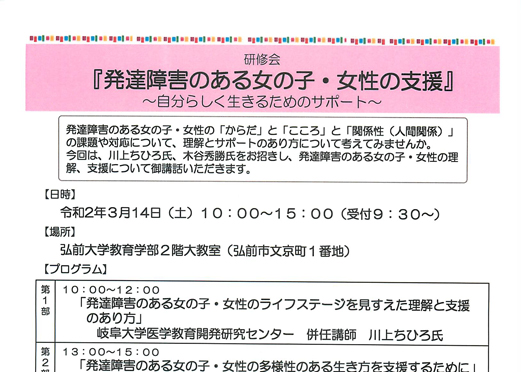 研修会
『発達障害のある女の子・女性の支援』
～自分らしく生きるためのサポート～
発達障害のある女の子・女性の「からだ」と「こころ」と「関係性（人間関係）」
の課題や対応について、理解とサポートのあり方について考えてみませんか。
今回は、川上ちひろ氏、木谷秀勝氏をお招きし、発達障害のある女の子・女性の理
解、支援について御講話いただきます。
【日時】
令和2年3月14日（土）10：00～15：00（受付9：30～）
【場所】
弘前大学教育学部2階大教室（弘前市文京町1番地）
【プログラム】
第1部
10：00～12：00
「発達障害のある女の子・女性のライフステージを見すえた理解と支援
のあり方」
岐阜大学医学教育開発研究センター　併任講師　川上ちひろ氏
第2部
13：00～15：00
「発達障害のある女の子・女性の多様性のある生き方を支援するために」